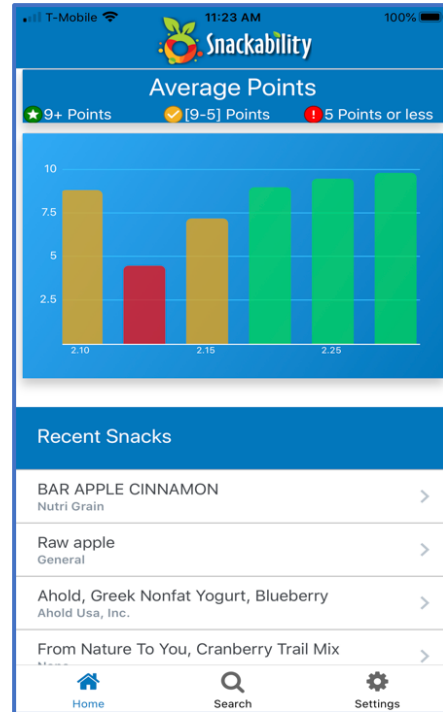 T-Mobile 11:23 AM 100%
Snackability
Average Points
9+ Points [9-5] Points 5 Points or less
10
7.5
5
2.5
2.10 2.15 2.25
Recent Snacks
BAR APPLE CINNAMON
Nutri Grain
Raw apple
General
Ahold, Greek Nonfat Yogurt, Blueberry
Ahold Usa, Inc.
From Nature To You, Cranberry Trail Mix
Home Search Settings